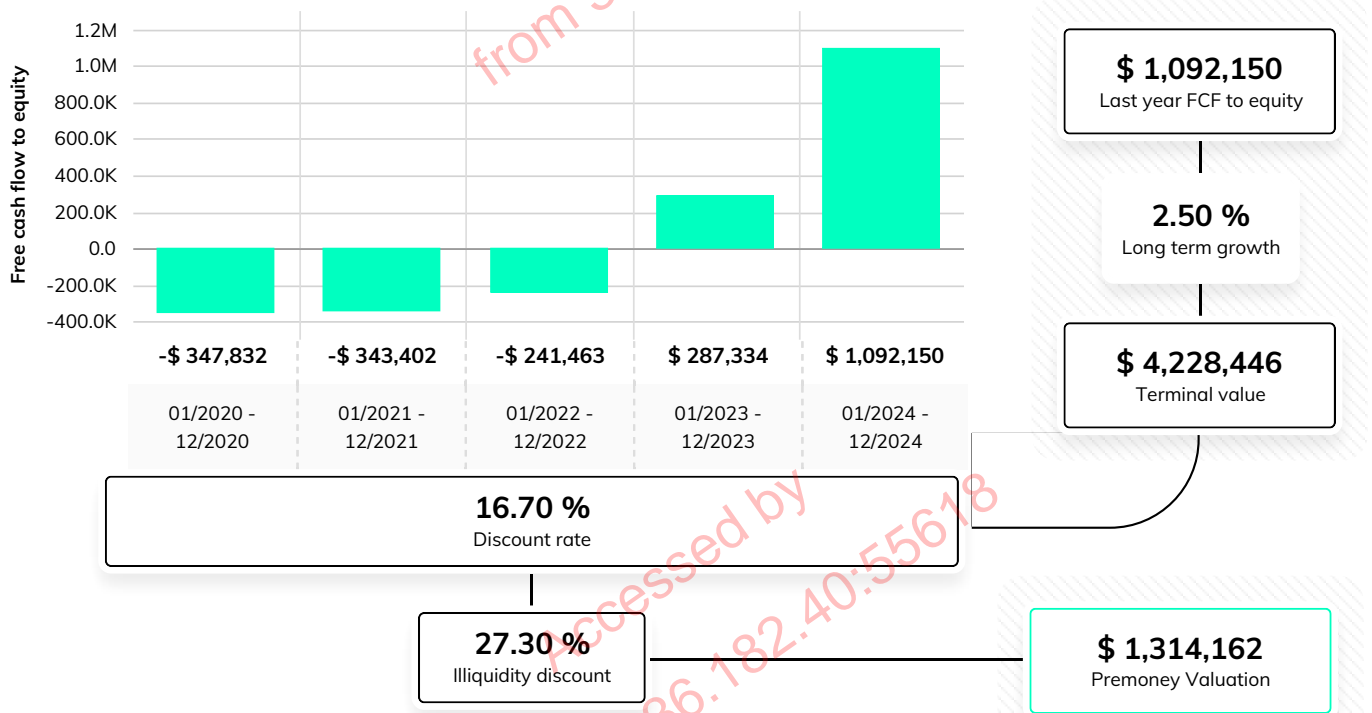 Free cash flow to equity
1.2M
1.0M
800.0K
600.0K
400.0K
200.0K
0.0
-200.0K
-400.0K
-$ 347,832
-$ 343,402
-$ 241,463
$ 287,334
$ 1,092,150
01/2020 -
12/2020
01/2021 -
12/2021
01/2022 -
12/2022
01/2023 -
12/2023
01/2024 -
12/2024
$ 1,092,150
Last year FCF to equity
2.50 %
Long term growth
$ 4,228,446
Terminal value
16.70 %
Discount rate
27.30 %
Illiquidity discount
$ 1,314,162
Premoney Valuation
from
Accessed by
86.182.40:55618